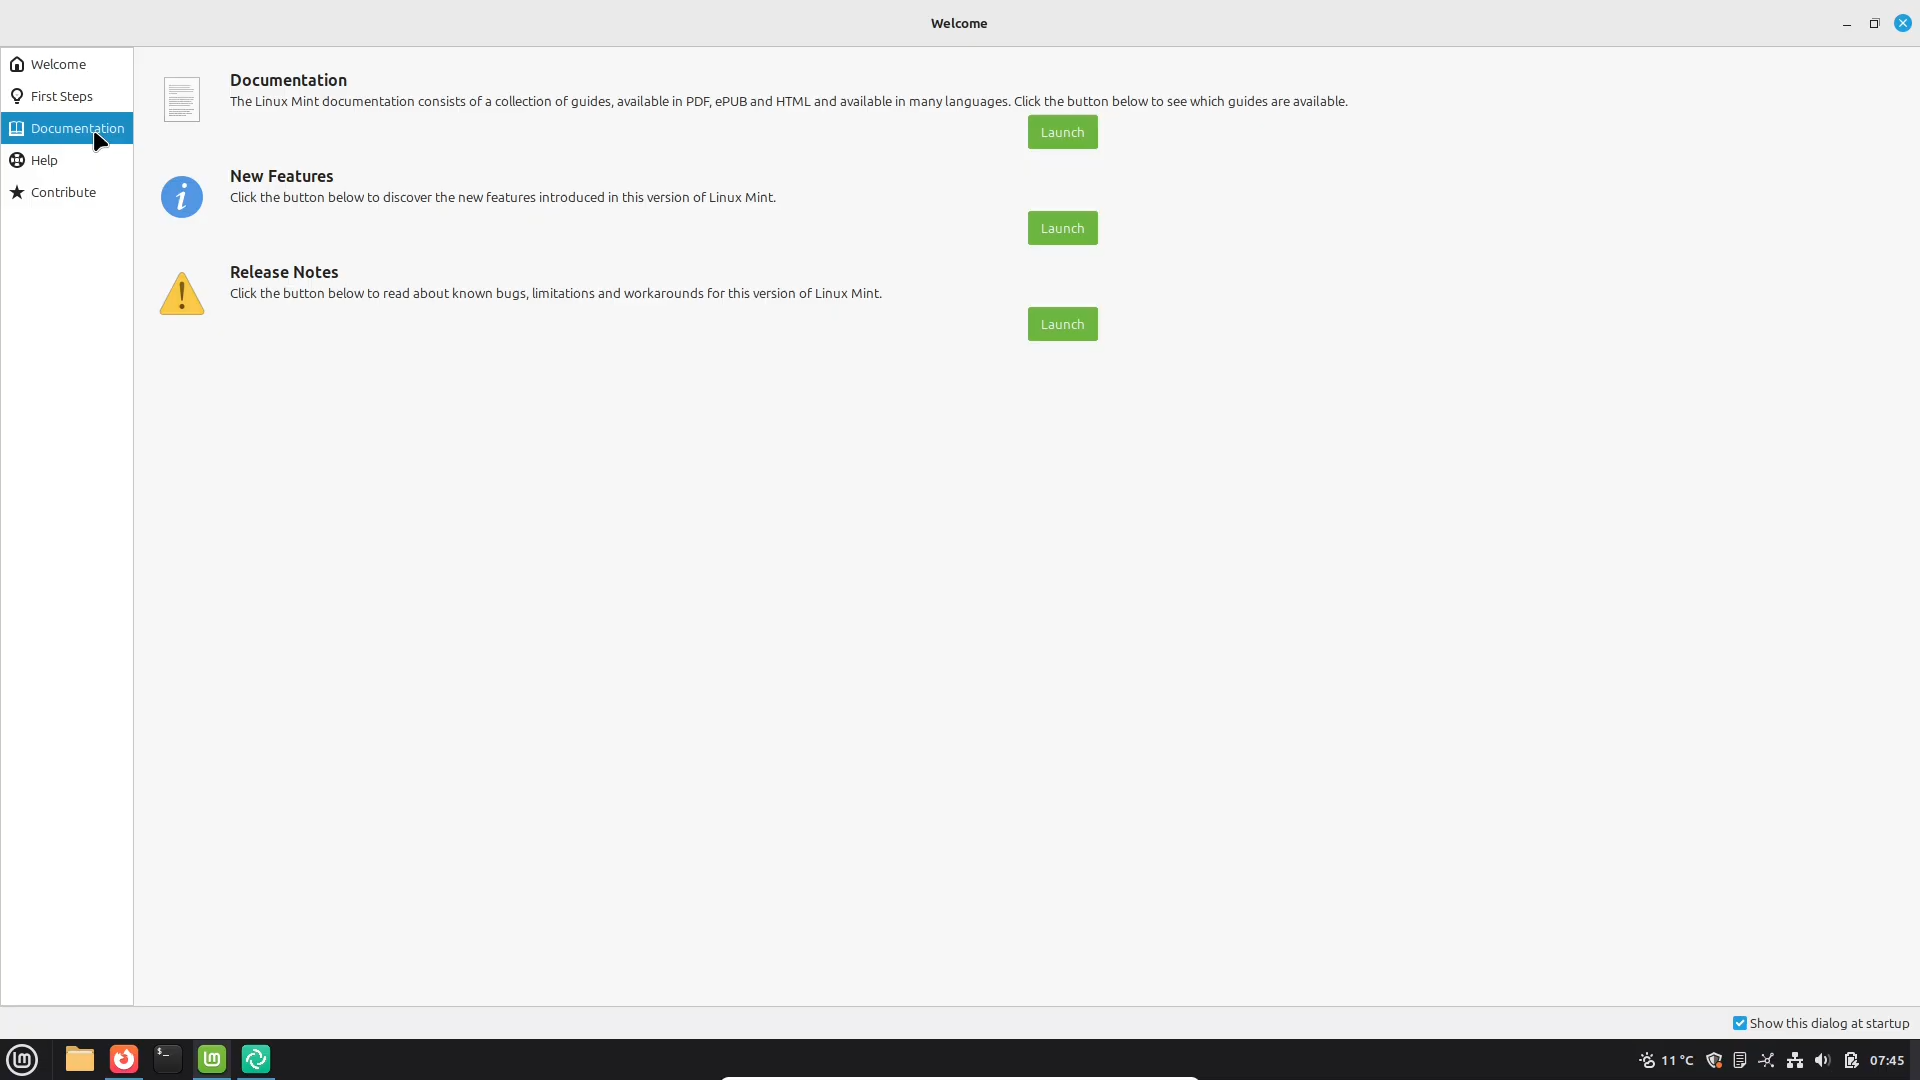 Welcome
Welcome
First Steps
Documentation
Help
Contribute
Documentation
The Linux Mint documentation consists of a collection of guides, available in PDF, ePUB and HTML and available in many languages. Click the button below to see which guides are available.
Launch
New Features
Click the button below to discover the new features introduced in this version of Linux Mint.
Launch
Release Notes
Click the button below to read about known bugs, limitations and workarounds for this version of Linux Mint.
Launch
Show this dialog at startup
11 °C
07:45